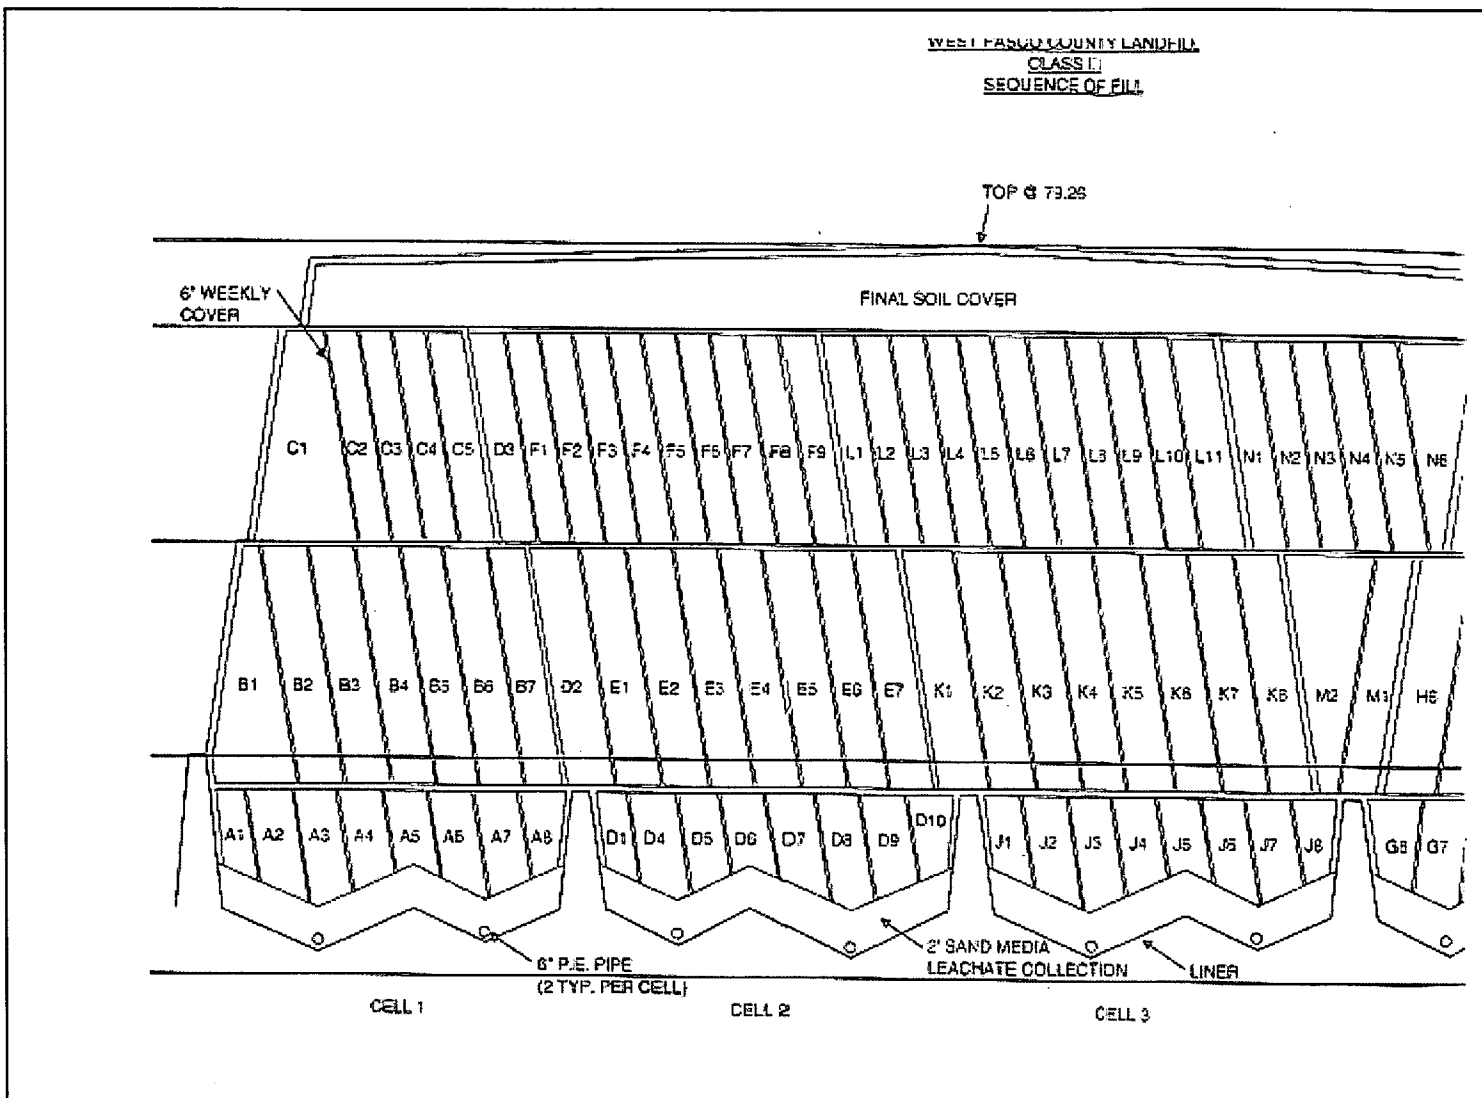 WEST PASCO COUNTY LANDFILL
CLASS I
SEQUENCE OF FILL
TOP @ 79.26
6" WEEKLY
COVER
FINAL SOIL COVER
C1 C2 C3 C4 C5 D3 F1 F2 F3 F4 F5 F6 F7 F8 F9 L1 L2 L3 L4 L5 L6 L7 L8 L9 L10 L11 N1 N2 N3 N4 N5 N6
B1 B2 B3 B4 B5 B6 B7 D2 E1 E2 E3 E4 E5 E6 E7 K1 K2 K3 K4 K5 K6 K7 K8 M2 M1 H6
A1 A2 A3 A4 A5 A6 A7 A8 D1 D4 D5 D6 D7 D8 D9 D10 J1 J2 J3 J4 J5 J6 J7 J8 G8 G7
6" P.E. PIPE
(2 TYP. PER CELL)
2' SAND MEDIA
LEACHATE COLLECTION
LINER
CELL 1
CELL 2
CELL 3